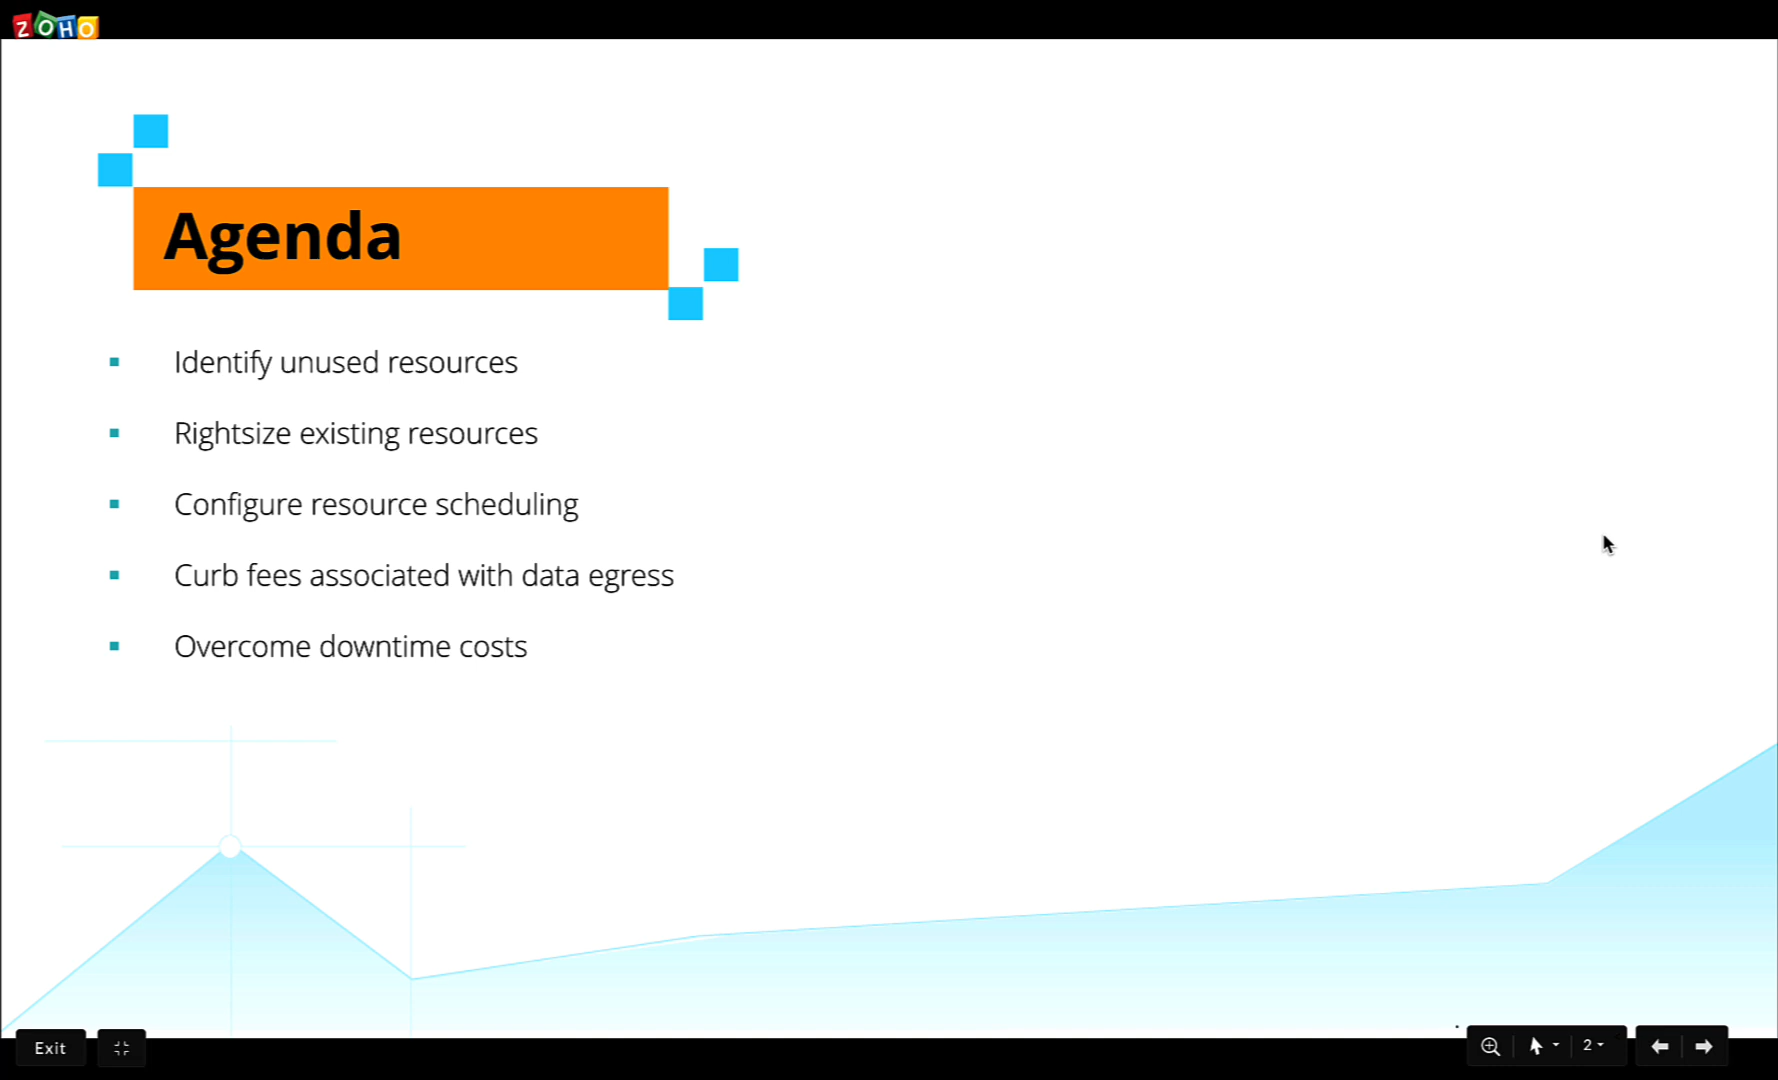 ZOHO
Agenda
Identify unused resources
Rightsize existing resources
Configure resource scheduling
Curb fees associated with data egress
Overcome downtime costs
Exit
2